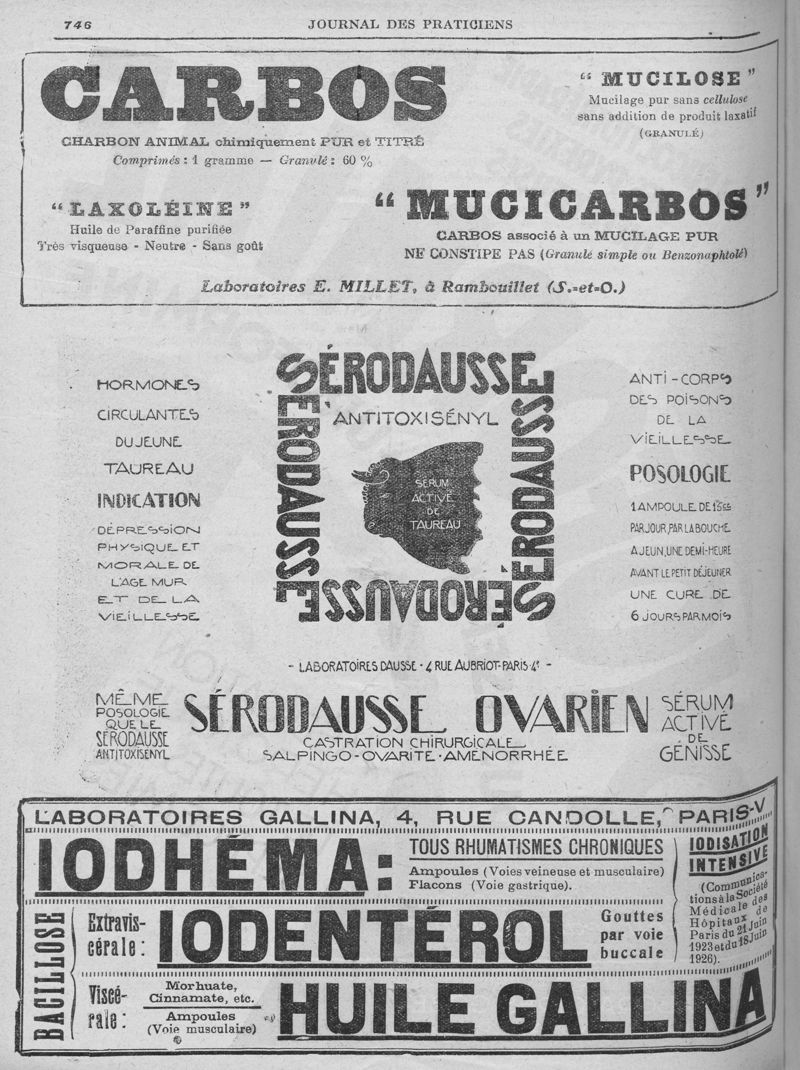 746
JOURNAL DES PRATICIENS
CARBOS
CHARBON ANIMAL chimiquement PUR et TITRÉ
Comprimés : 1 gramme — Granulé : 60 %
“ MUCILOSE ”
Mucilage pur sans cellulose
sans addition de produit laxatif
(GRANULÉ)
“ LAXOLÉINE ”
Huile de Paraffine purifiée
Très visqueuse - Neutre - Sans goût
“ MUCICARBOS ”
CARBOS associé à un MUCILAGE PUR
NE CONSTIPE PAS (Granulé simple ou Benzonaphtolé)
Laboratoires E. MILLET, à Rambouillet (S.-et-O.)
HORMONES
CIRCULANTES
DU JEUNE
TAUREAU
INDICATION
DÉPRESSION
PHYSIQUE ET
MORALE DE
L'AGE MUR
ET DE LA
VIEILLESSE
SÉRODAUSSE
SÉRODAUSSE
SÉRODAUSSE
SÉRODAUSSE
ANTITOXISÉNYL
SÉRUM
ACTIVÉ
DE
TAUREAU
ANTI-CORPS
DES POISONS
DE LA
VIEILLESSE
POSOLOGIE
1 AMPOULE DE 15cc
PAR JOUR, PAR LA BOUCHE
A JEUN, UNE DEMI-HEURE
AVANT LE PETIT DÉJEUNER
UNE CURE DE
6 JOURS PAR MOIS
- LABORATOIRES DAUSSE - 4 RUE AUBRIOT - PARIS 4e -
MÊME
POSOLOGIE
QUE LE
SÉRODAUSSE
ANTITOXISENYL
SÉRODAUSSE OVARIEN
CASTRATION CHIRURGICALE
SALPINGO-OVARITE-AMENORRHÉE
SÉRUM
ACTIVÉ
DE
GÉNISSE
LABORATOIRES GALLINA, 4, RUE CANDOLLE, PARIS-V
IODHÉMA :
TOUS RHUMATISMES CHRONIQUES
Ampoules (Voies veineuse et musculaire)
Flacons (Voie gastrique).
IODISATION
INTENSIVE
(Communica-
tions à la Société
Médicale des
Hôpitaux de
Paris du 21 Juin
1923 et du 18 Juin
1926).
BACILLOSE
Extravis-
cérale :
IODENTÉROL
Gouttes
par voie
buccale
Viscé-
rale :
Morhuate,
Cinnamate, etc.
Ampoules
(Voie musculaire)
HUILE GALLINA